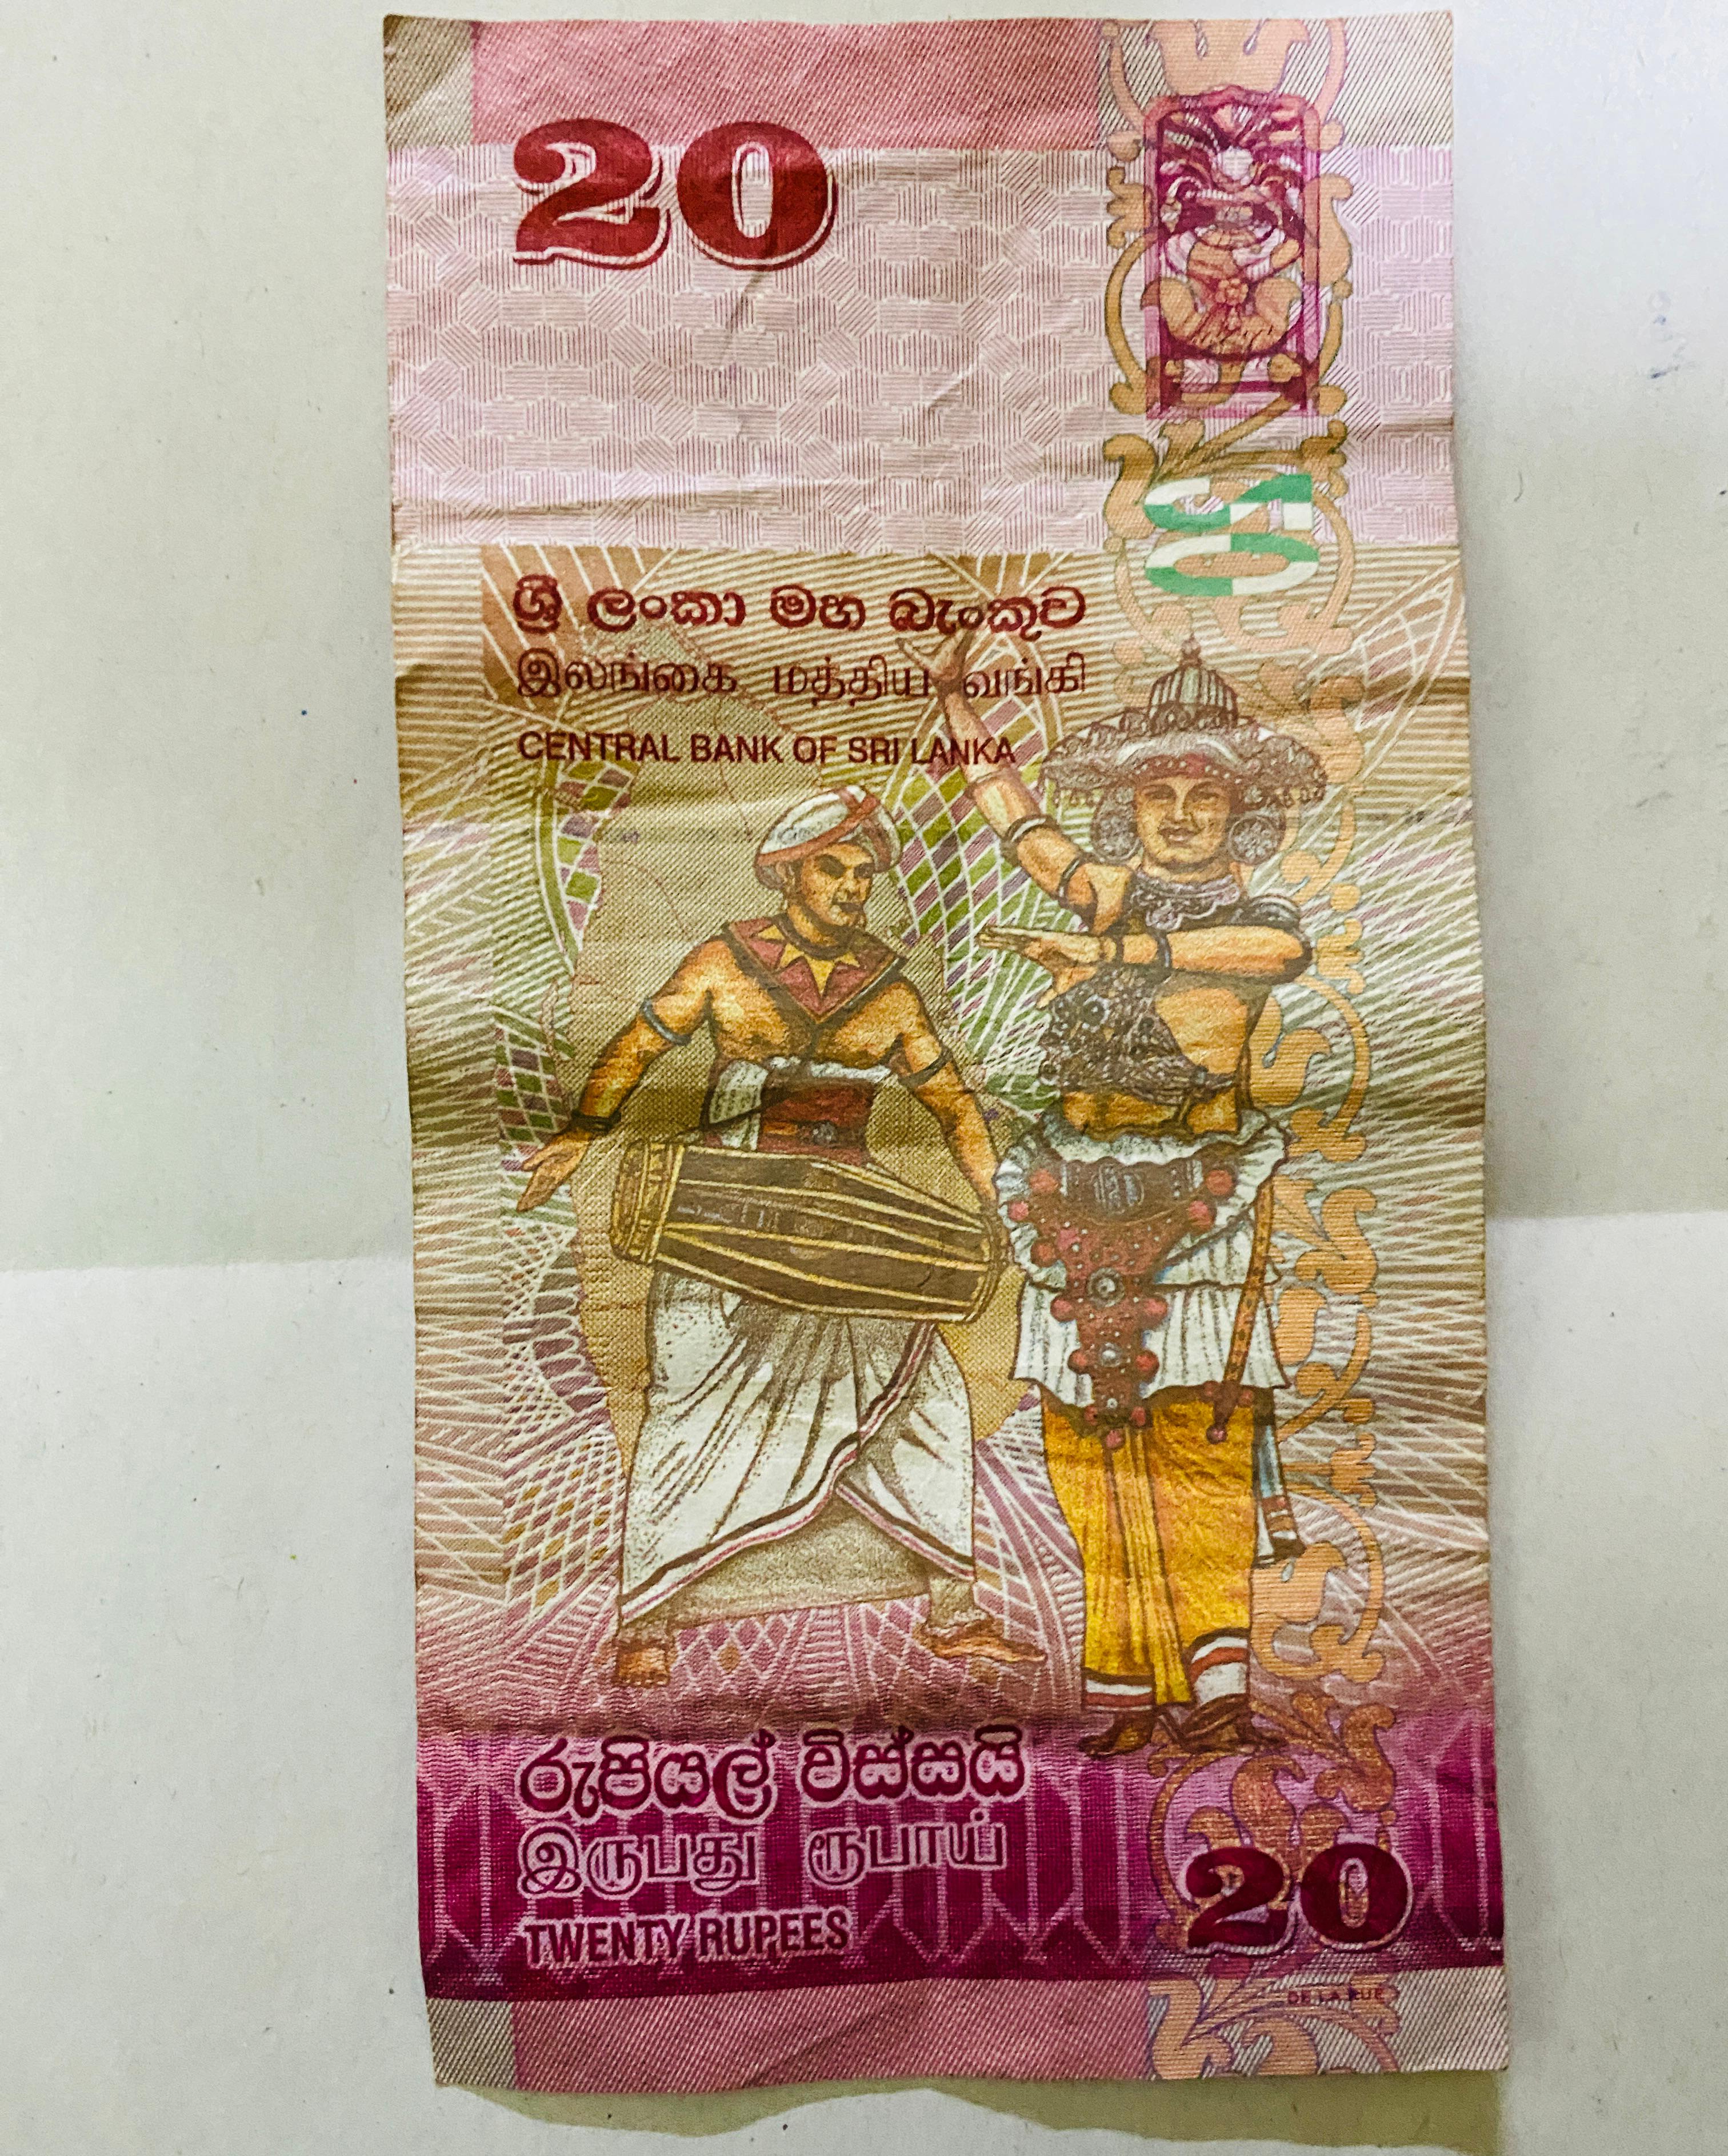 20
20
ශ්‍රී ලංකා මහ බැංකුව
இலங்கை மத்திய வங்கி
CENTRAL BANK OF SRI LANKA
රුපියල් විස්සයි
இருபது ரூபாய்
TWENTY RUPEES
20
DE LA RUE